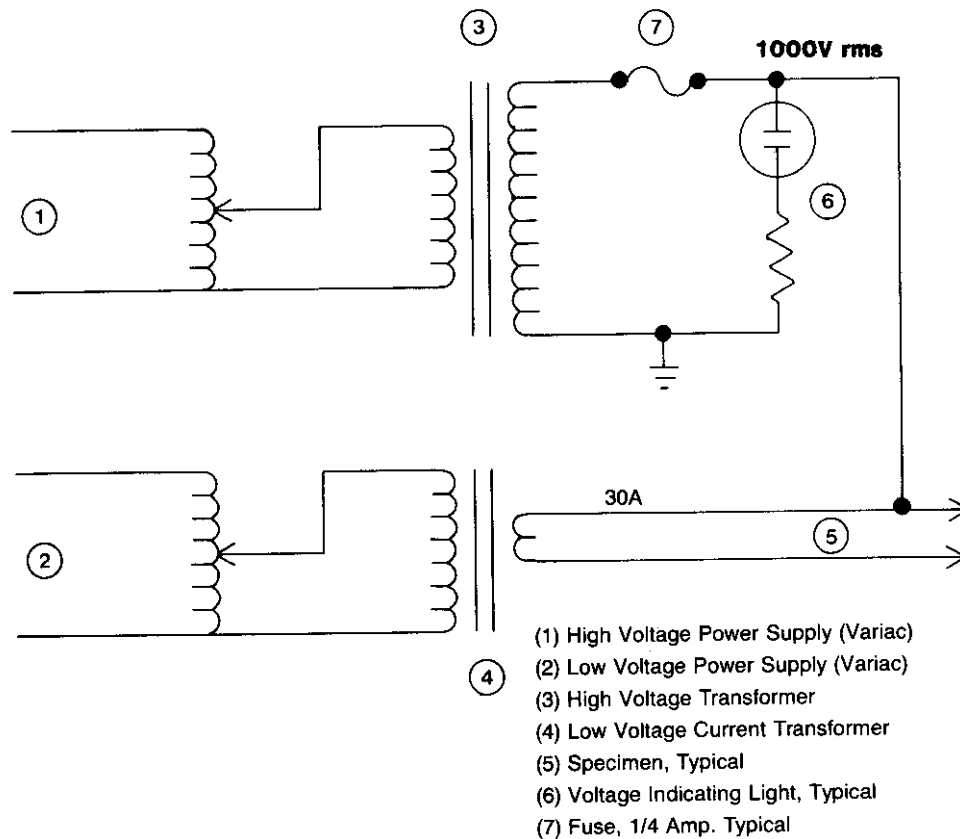 3
7
1000V rms
1
6
30A
5
2
4
(1) High Voltage Power Supply (Variac)
(2) Low Voltage Power Supply (Variac)
(3) High Voltage Transformer
(4) Low Voltage Current Transformer
(5) Specimen, Typical
(6) Voltage Indicating Light, Typical
(7) Fuse, 1/4 Amp. Typical